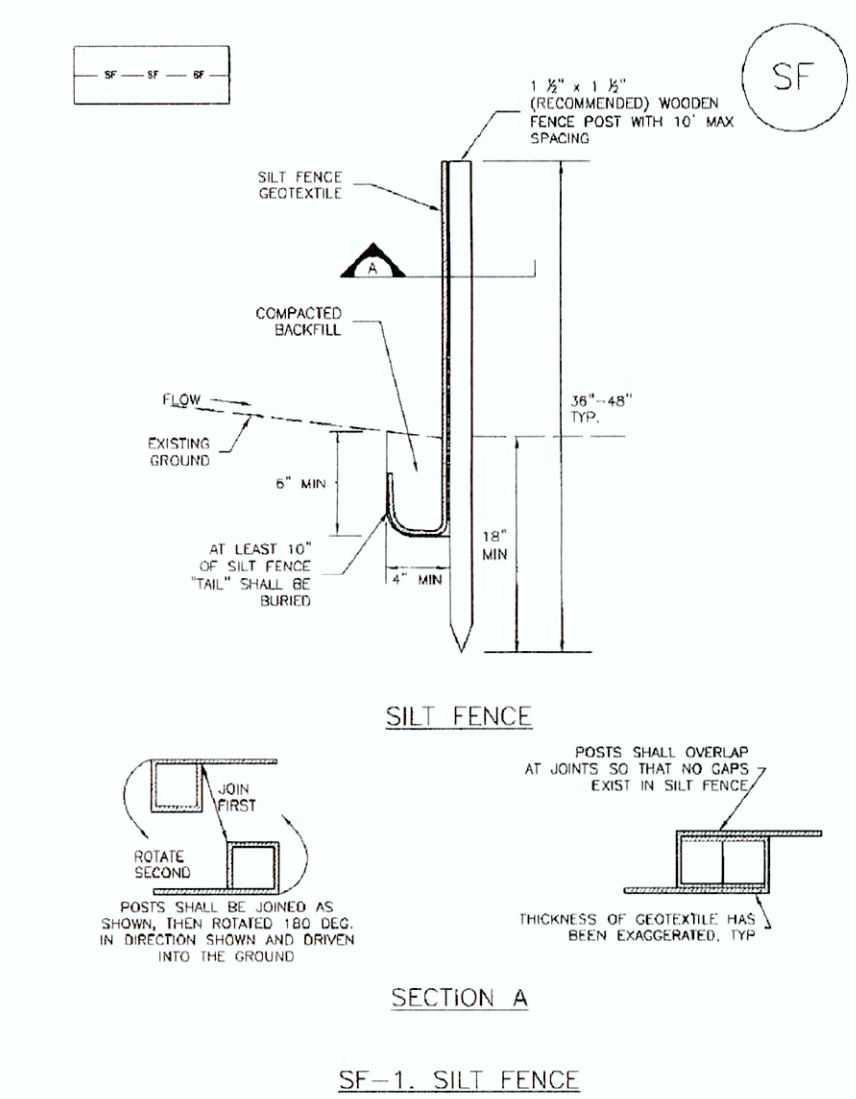 SF SF SF
SF
1 ½" x 1 ½"
(RECOMMENDED) WOODEN
FENCE POST WITH 10' MAX
SPACING
SILT FENCE
GEOTEXTILE
A
COMPACTED
BACKFILL
FLOW
36"-48"
TYP.
EXISTING
GROUND
6" MIN
18"
MIN
AT LEAST 10"
OF SILT FENCE
"TAIL" SHALL BE
BURIED
4" MIN
SILT FENCE
JOIN
FIRST
ROTATE
SECOND
POSTS SHALL BE JOINED AS
SHOWN, THEN ROTATED 180 DEG.
IN DIRECTION SHOWN AND DRIVEN
INTO THE GROUND
POSTS SHALL OVERLAP
AT JOINTS SO THAT NO GAPS
EXIST IN SILT FENCE
THICKNESS OF GEOTEXTILE HAS
BEEN EXAGGERATED, TYP
SECTION A
SF-1. SILT FENCE